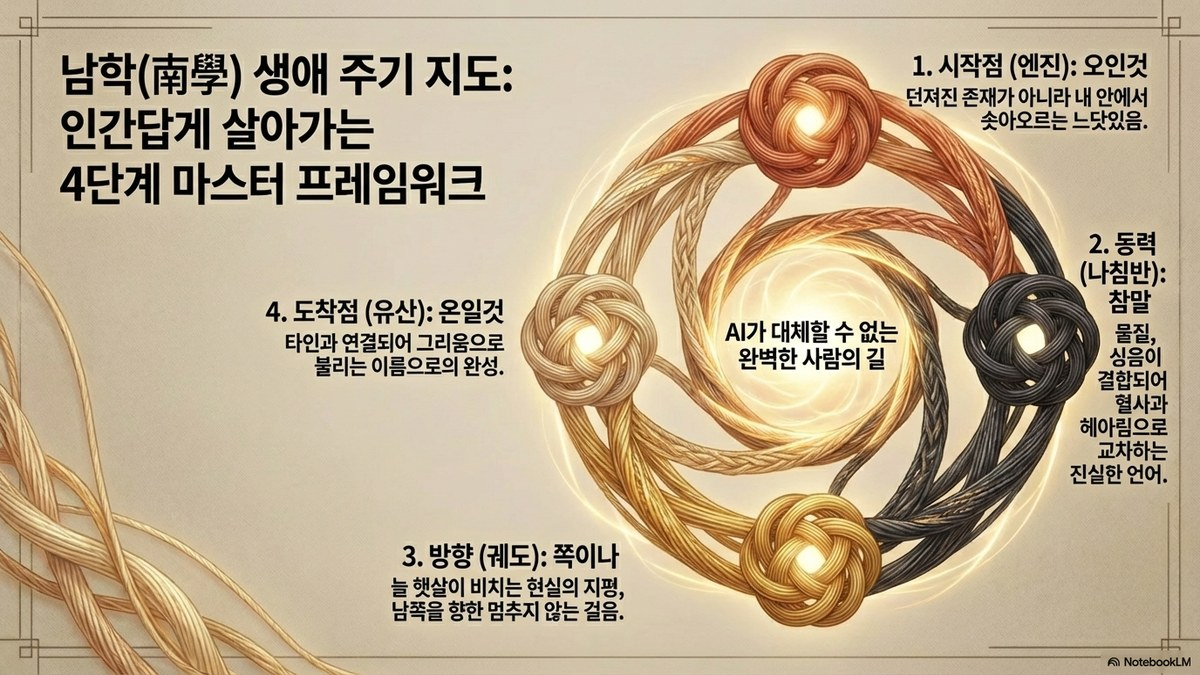 남학(南學) 생애 주기 지도:
인간답게 살아가는
4단계 마스터 프레임워크
1. 시작점 (엔진): 오인것
던져진 존재가 아니라 내 안에서
솟아오르는 느닷있음.
2. 동력
(나침반):
참말
물질,
싱음이
결합되어
혈사과
헤아림으로
교차하는
진실한 언어.
3. 방향 (궤도): 쪽이나
늘 햇살이 비치는 현실의 지평,
남쪽을 향한 멈추지 않는 걸음.
4. 도착점 (유산): 온일것
타인과 연결되어 그리움으로
불리는 이름으로의 완성.
AI가 대체할 수 없는
완벽한 사람의 길
NotebookLM